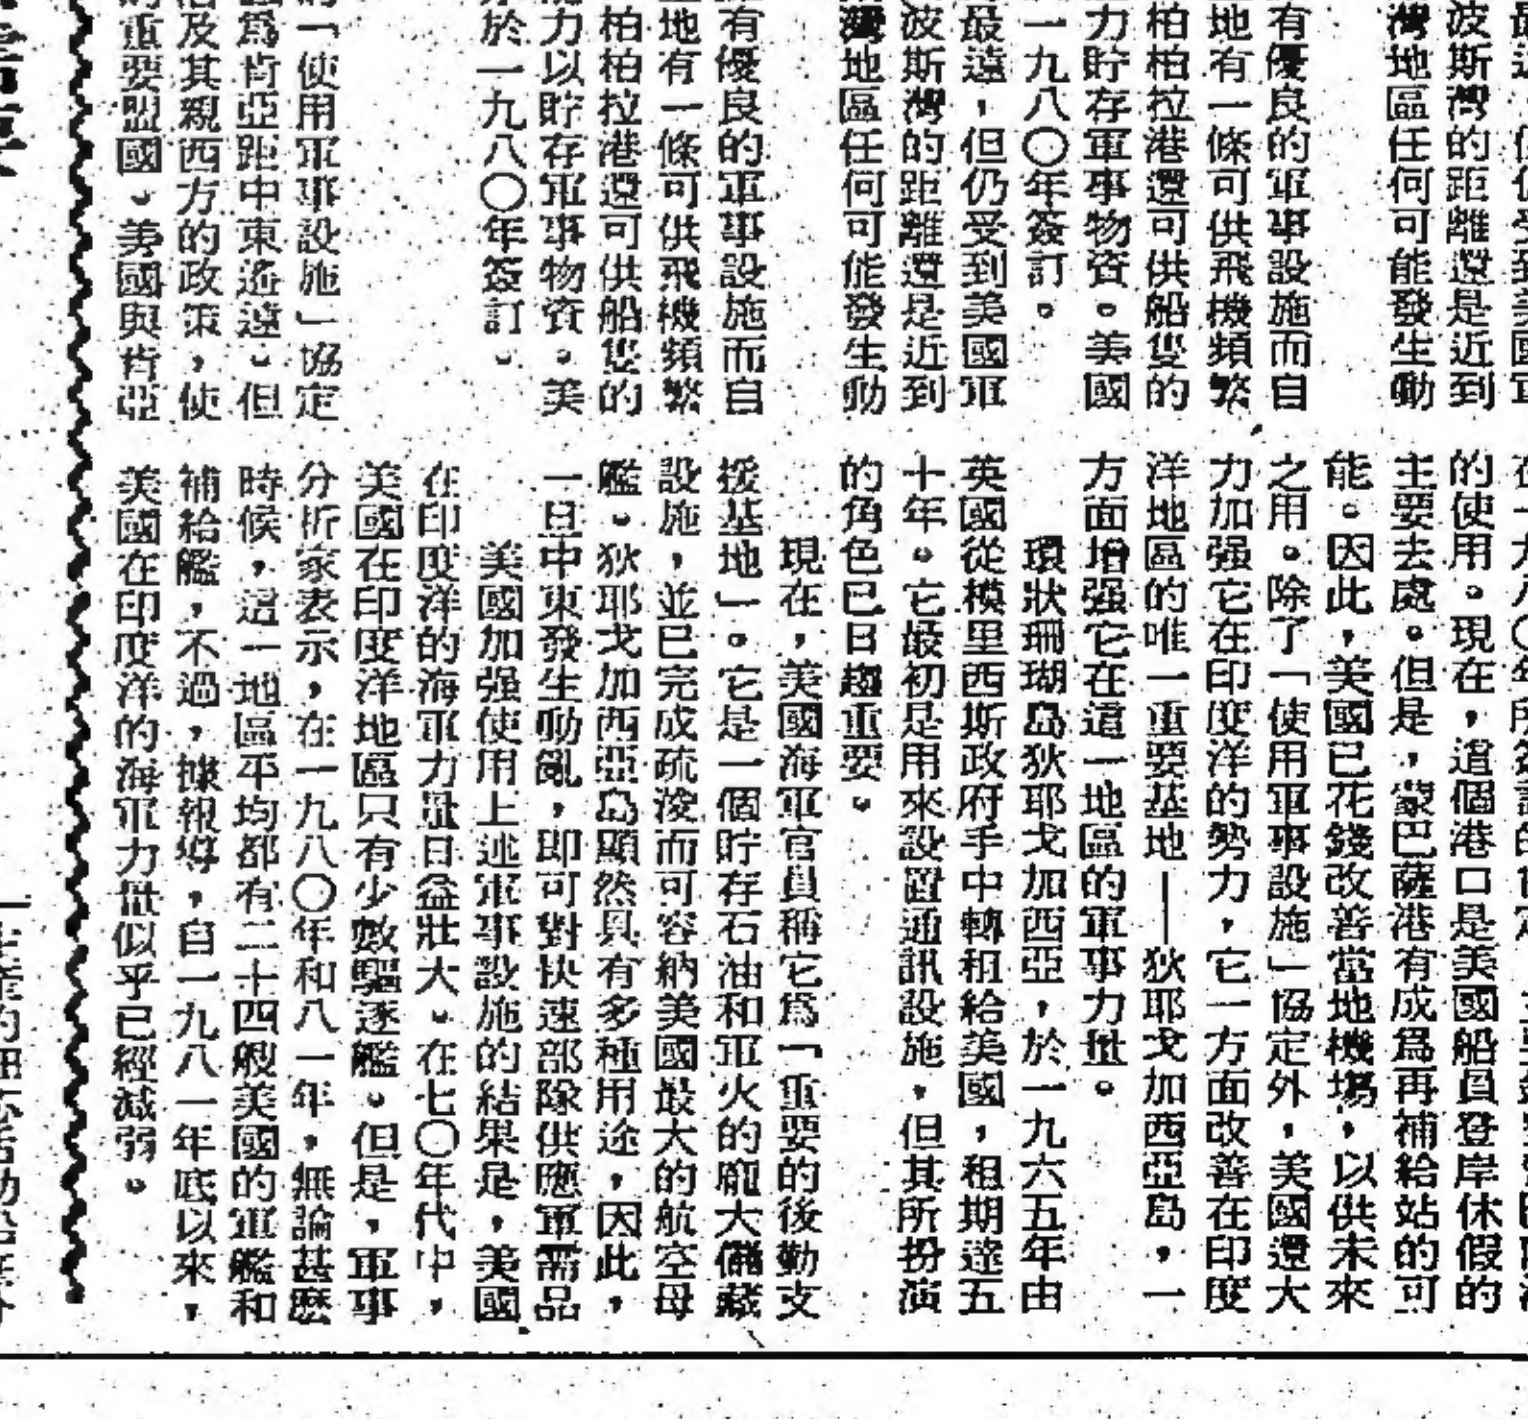 波斯灣的距離還是近到
灣地區任何可能發生動
有優良的軍事設施而自
地有一條可供飛機頻繁
柏柏拉港還可供船隻的
力貯存軍事物資。美國
一九八〇年簽訂。
最遠，但仍受到美國軍
波斯灣的距離還是近到
灣地區任何可能發生動
有優良的軍事設施而自
地有一條可供飛機頻繁
柏柏拉港還可供船隻的
力以貯存軍事物資。美
於一九八〇年簽訂。
「使用軍事設施」協定
爲肯亞距中東遙遠。但
及其親西方的政策，使
重要盟國。美國與肯亞
的使用。現在，這個港口是美國船員登岸休假的
主要去處。但是，蒙巴薩港有成爲再補給站的可
能。因此，美國已花錢改善當地機場，以供未來
之用。除了「使用軍事設施」協定外，美國還大
力加强它在印度洋的勢力，它一方面改善在印度
洋地區的唯一重要基地——狄耶戈加西亞島，一
方面增强它在這一地區的軍事力量。
環狀珊瑚島狄耶戈加西亞，於一九六五年由
英國從模里西斯政府手中轉租給美國，租期達五
十年。它最初是用來設置通訊設施，但其所扮演
的角色已日趨重要。
現在，美國海軍官員稱它爲「重要的後勤支
援基地」。它是一個貯存石油和軍火的龐大儲藏
設施，並已完成疏浚而可容納美國最大的航空母
艦。狄耶戈加西亞島顯然具有多種用途，因此，
一旦中東發生動亂，即可對快速部隊供應軍需品
美國加强使用上述軍事設施的結果是，美國
在印度洋的海軍力量日益壯大。在七〇年代中，
美國在印度洋地區只有少數驅逐艦。但是，軍事
分析家表示，在一九八〇年和八一年，無論甚麽
時候，這一地區平均都有二十四艘美國的軍艦和
補給艦，不過，據報導，自一九八一年底以來，
美國在印度洋的海軍力量似乎已經減弱。